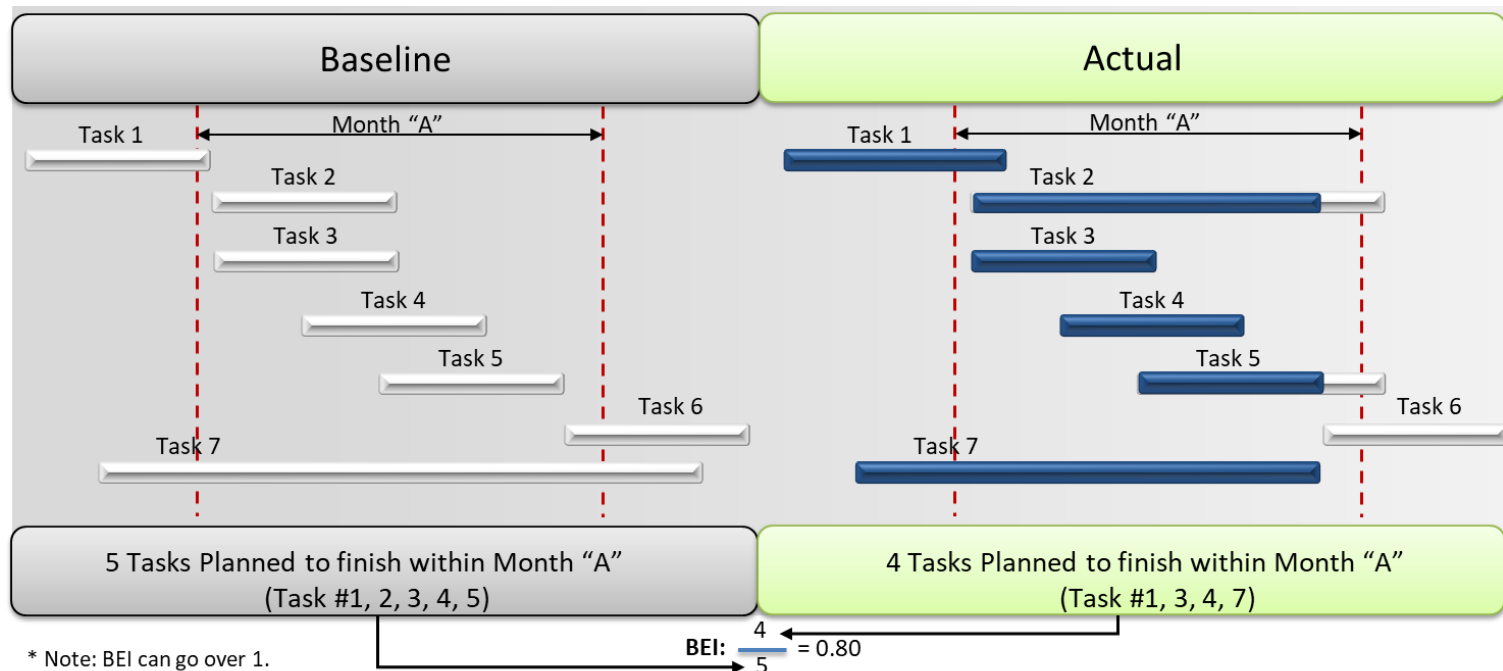 Baseline
Actual
Month “A”
Task 1
Task 2
Task 3
Task 4
Task 5
Task 6
Task 7
Month “A”
Task 1
Task 2
Task 3
Task 4
Task 5
Task 6
Task 7
5 Tasks Planned to finish within Month “A”
(Task #1, 2, 3, 4, 5)
4 Tasks Planned to finish within Month “A”
(Task #1, 3, 4, 7)
BEI: 4
5 = 0.80
* Note: BEI can go over 1.